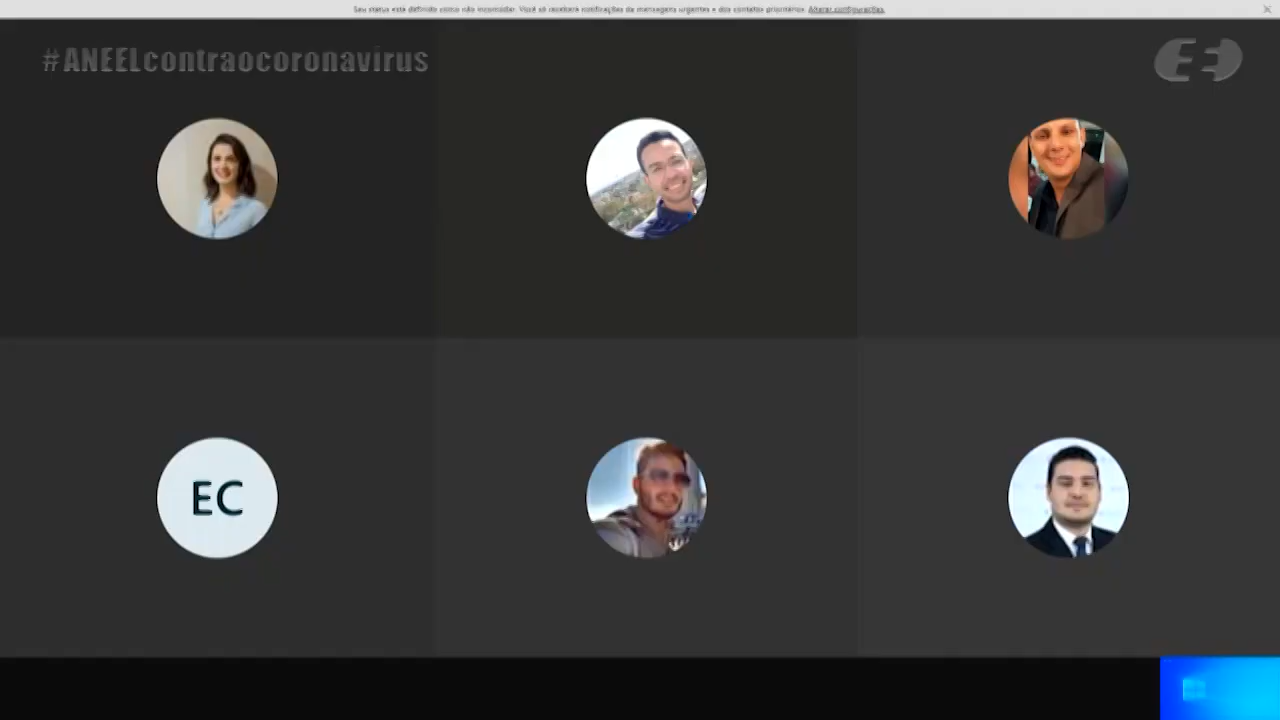 Seu status está definido como não incomodar. Você só receberá notificações de mensagens urgentes e dos contatos prioritários. Alterar configurações.
#ANEELcontraocoronavírus
EC